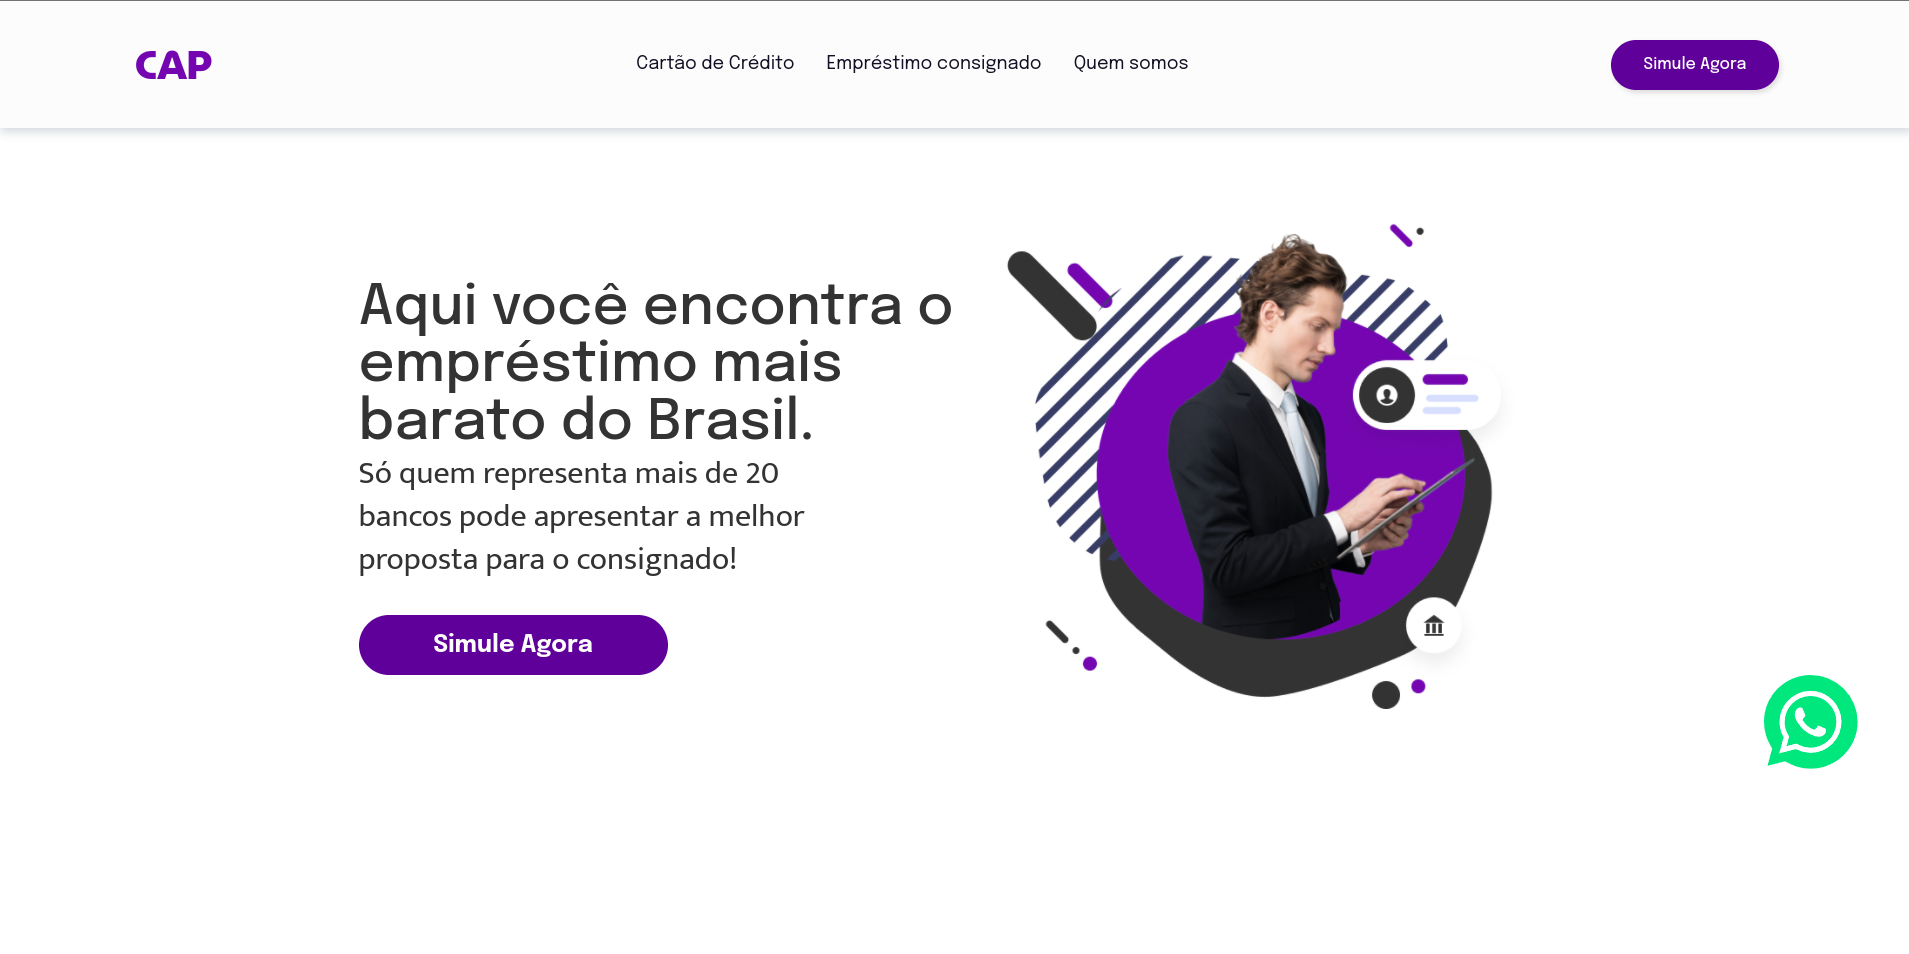 CAP
Cartão de Crédito
Empréstimo consignado
Quem somos
Simule Agora
Aqui você encontra o
empréstimo mais
barato do Brasil.
Só quem representa mais de 20
bancos pode apresentar a melhor
proposta para o consignado!
Simule Agora